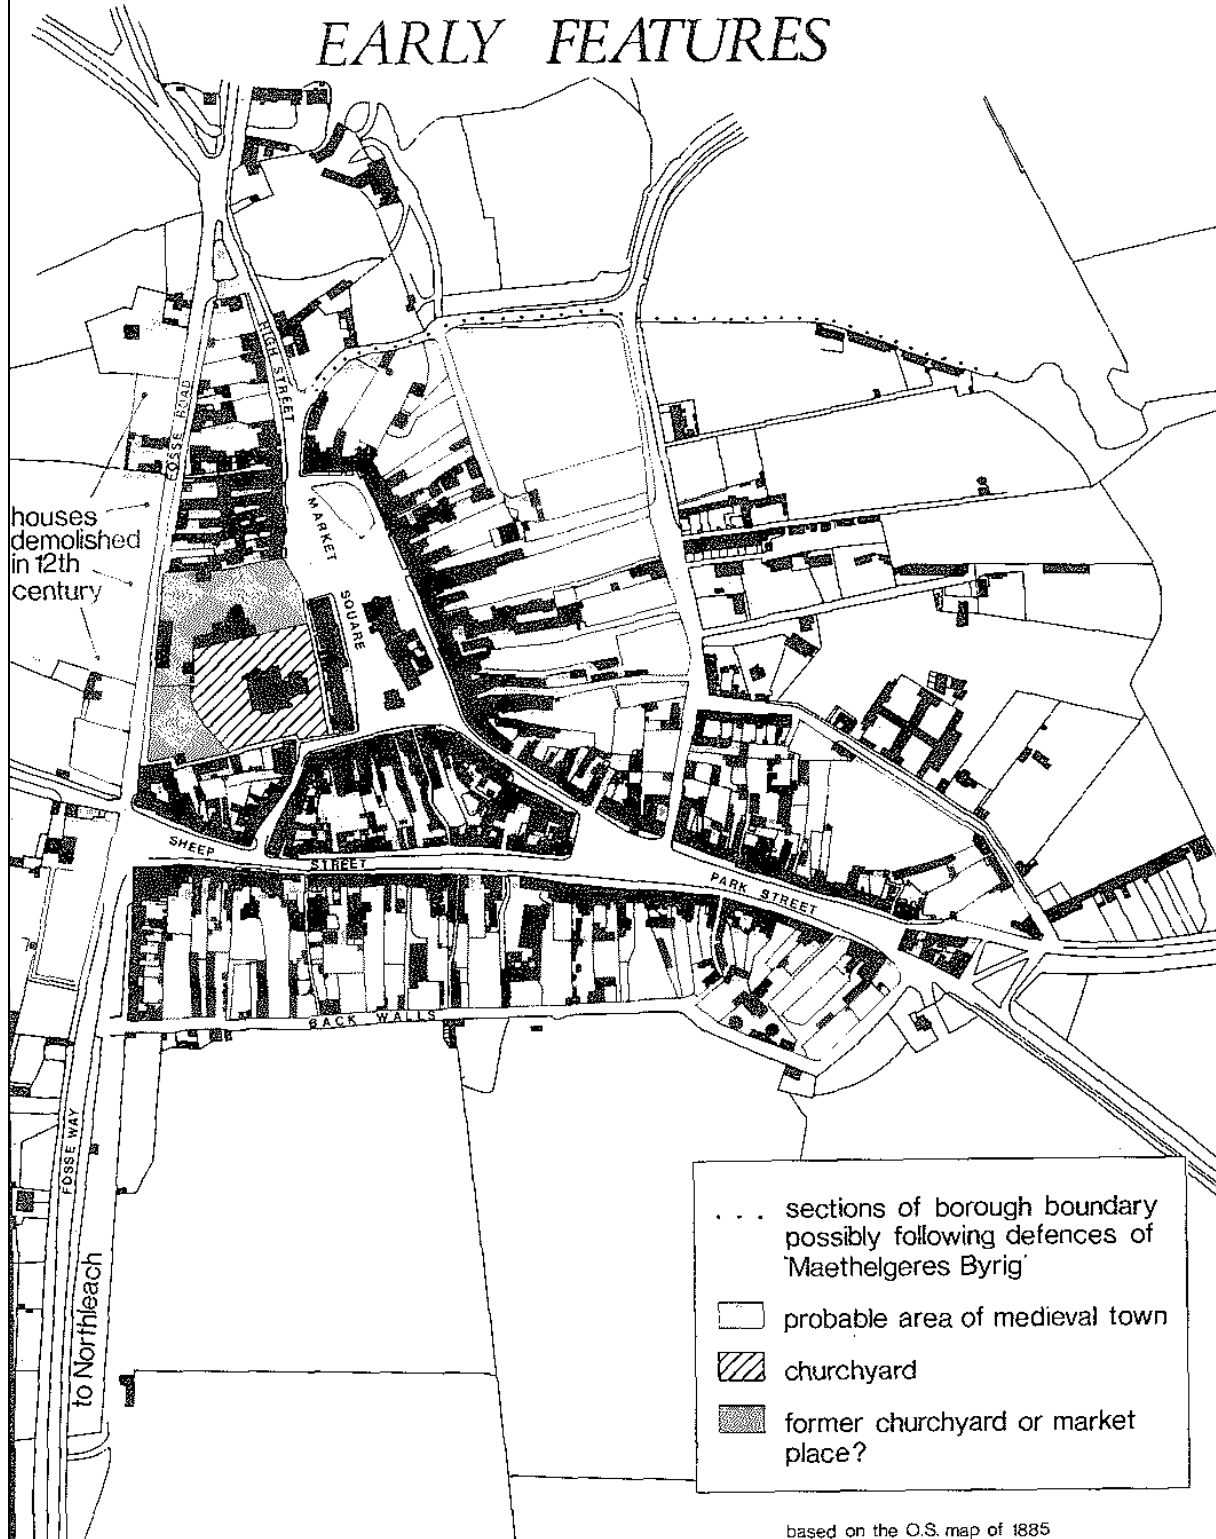 EARLY FEATURES
HIGH STREET
FOSSE ROAD
houses
demolished
in 12th
century
MARKET
SQUARE
SHEEP
STREET
PARK STREET
BACK WALLS
FOSSE WAY
to Northleach
. . . sections of borough boundary
possibly following defences of
'Maethelgeres Byrig'
probable area of medieval town
churchyard
former churchyard or market
place?
based on the O.S. map of 1885